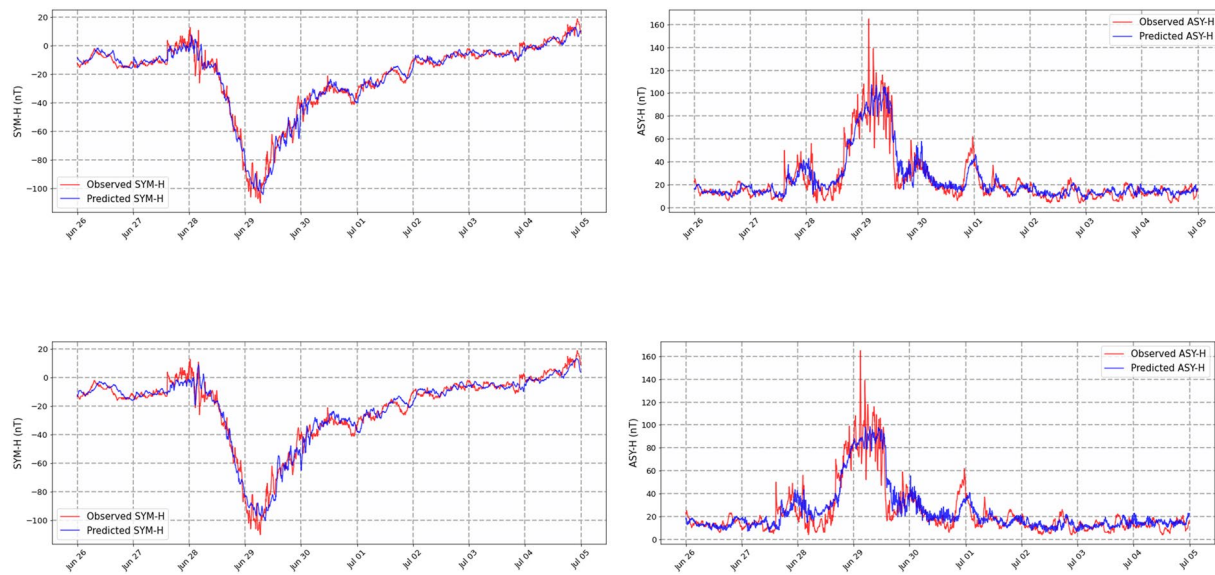 20
0
-20
-40
-60
-80
-100
SYM-H (nT)
Observed SYM-H
Predicted SYM-H
Jun 26
Jun 27
Jun 28
Jun 29
Jun 30
Jul 01
Jul 02
Jul 03
Jul 04
Jul 05
160
140
120
100
80
60
40
20
0
ASY-H (nT)
Observed ASY-H
Predicted ASY-H
Jun 26
Jun 27
Jun 28
Jun 29
Jun 30
Jul 01
Jul 02
Jul 03
Jul 04
Jul 05
20
0
-20
-40
-60
-80
-100
SYM-H (nT)
Observed SYM-H
Predicted SYM-H
Jun 26
Jun 27
Jun 28
Jun 29
Jun 30
Jul 01
Jul 02
Jul 03
Jul 04
Jul 05
160
140
120
100
80
60
40
20
0
ASY-H (nT)
Observed ASY-H
Predicted ASY-H
Jun 26
Jun 27
Jun 28
Jun 29
Jun 30
Jul 01
Jul 02
Jul 03
Jul 04
Jul 05